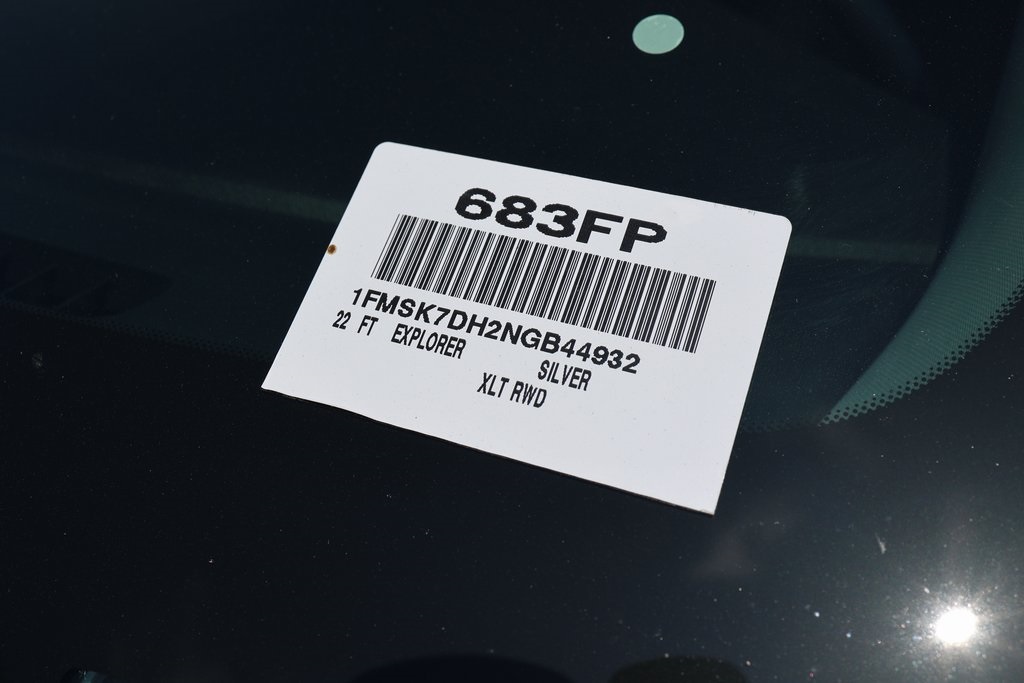 683FP
1FMSK7DH2NGB44932
22 FT EXPLORER SILVER
XLT RWD